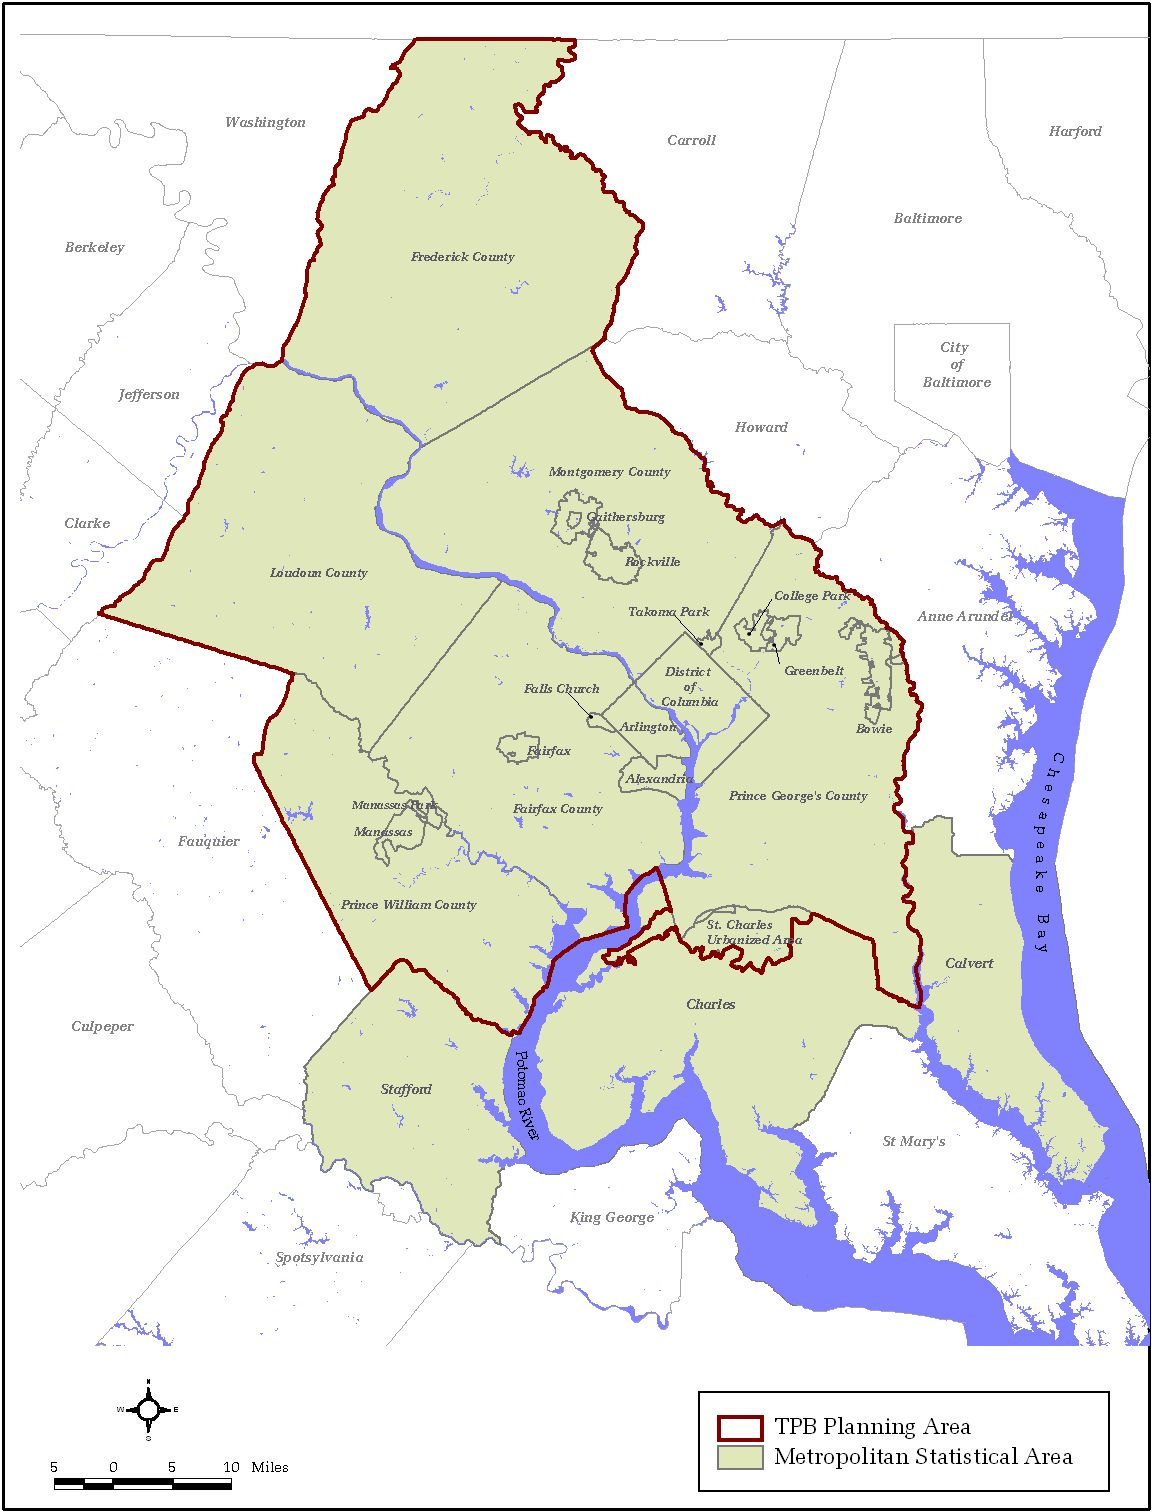 Washington
Carroll
Harford
Baltimore
Berkeley
Frederick County
City
of
Baltimore
Jefferson
Howard
Montgomery County
Gaithersburg
Clarke
Rockville
Loudoun County
College Park
Takoma Park
Anne Arundel
Greenbelt
District
of
Columbia
Falls Church
Arlington
Bowie
Fairfax
Alexandria
Prince George's County
Manassas Park
Fairfax County
Manassas
Fauquier
Chesapeake Bay
Prince William County
St. Charles
Urbanized Area
Calvert
Charles
Culpeper
Stafford
Potomac River
St Mary's
King George
Spotsylvania
N
W
E
S
5 0 5 10 Miles
TPB Planning Area
Metropolitan Statistical Area